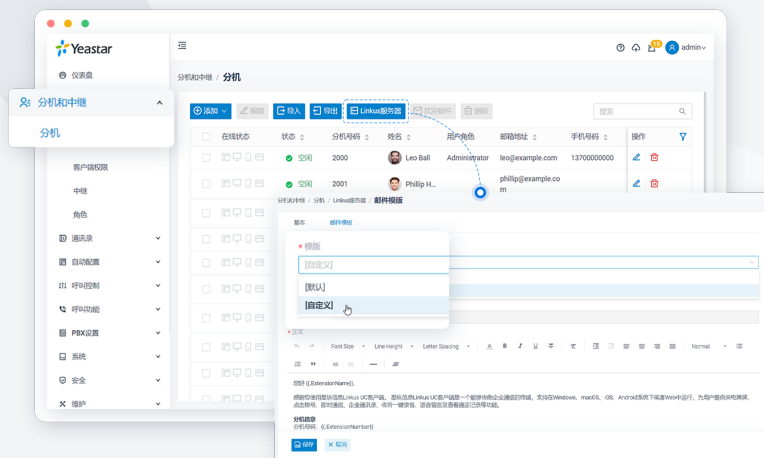 Yeastar
admin
仪表盘
分机和中继 / 分机
分机和中继
分机
添加 编辑 导入 导出 Linkus服务器 欢迎邮件 删除 搜索
在线状态 状态 分机号码 姓名 用户角色 邮箱地址 手机号码 操作
空闲 2000 Leo Ball Administrator leo@example.com 13700000000
空闲 2001 Phillip H... phillip@example.co
m
客户端权限
中继
角色
通讯录
自动配置
呼叫控制
呼叫功能
PBX设置
系统
安全
维护
分机和中继 / 分机 / Linkus服务器 / 邮件模版
基本 邮件模板
* 模版
[自定义]
[默认]
[自定义]
* 正文
Font Size Line Height Letter Spacing Normal
您好 {{.ExtensionName}},
感谢您使用星纵信息Linkus UC客户端。 星纵信息Linkus UC客户端是一个能够协助企业通信的终端，支持在Windows、macOS、iOS、Android系统下或者Web中运行，为用户提供来电弹屏、
点击拨号、即时通信、企业通讯录、收听一键录音、语音留言及查看通话记录等功能。
分机信息
分机号码: {{.ExtensionNumber}}
保存 × 取消